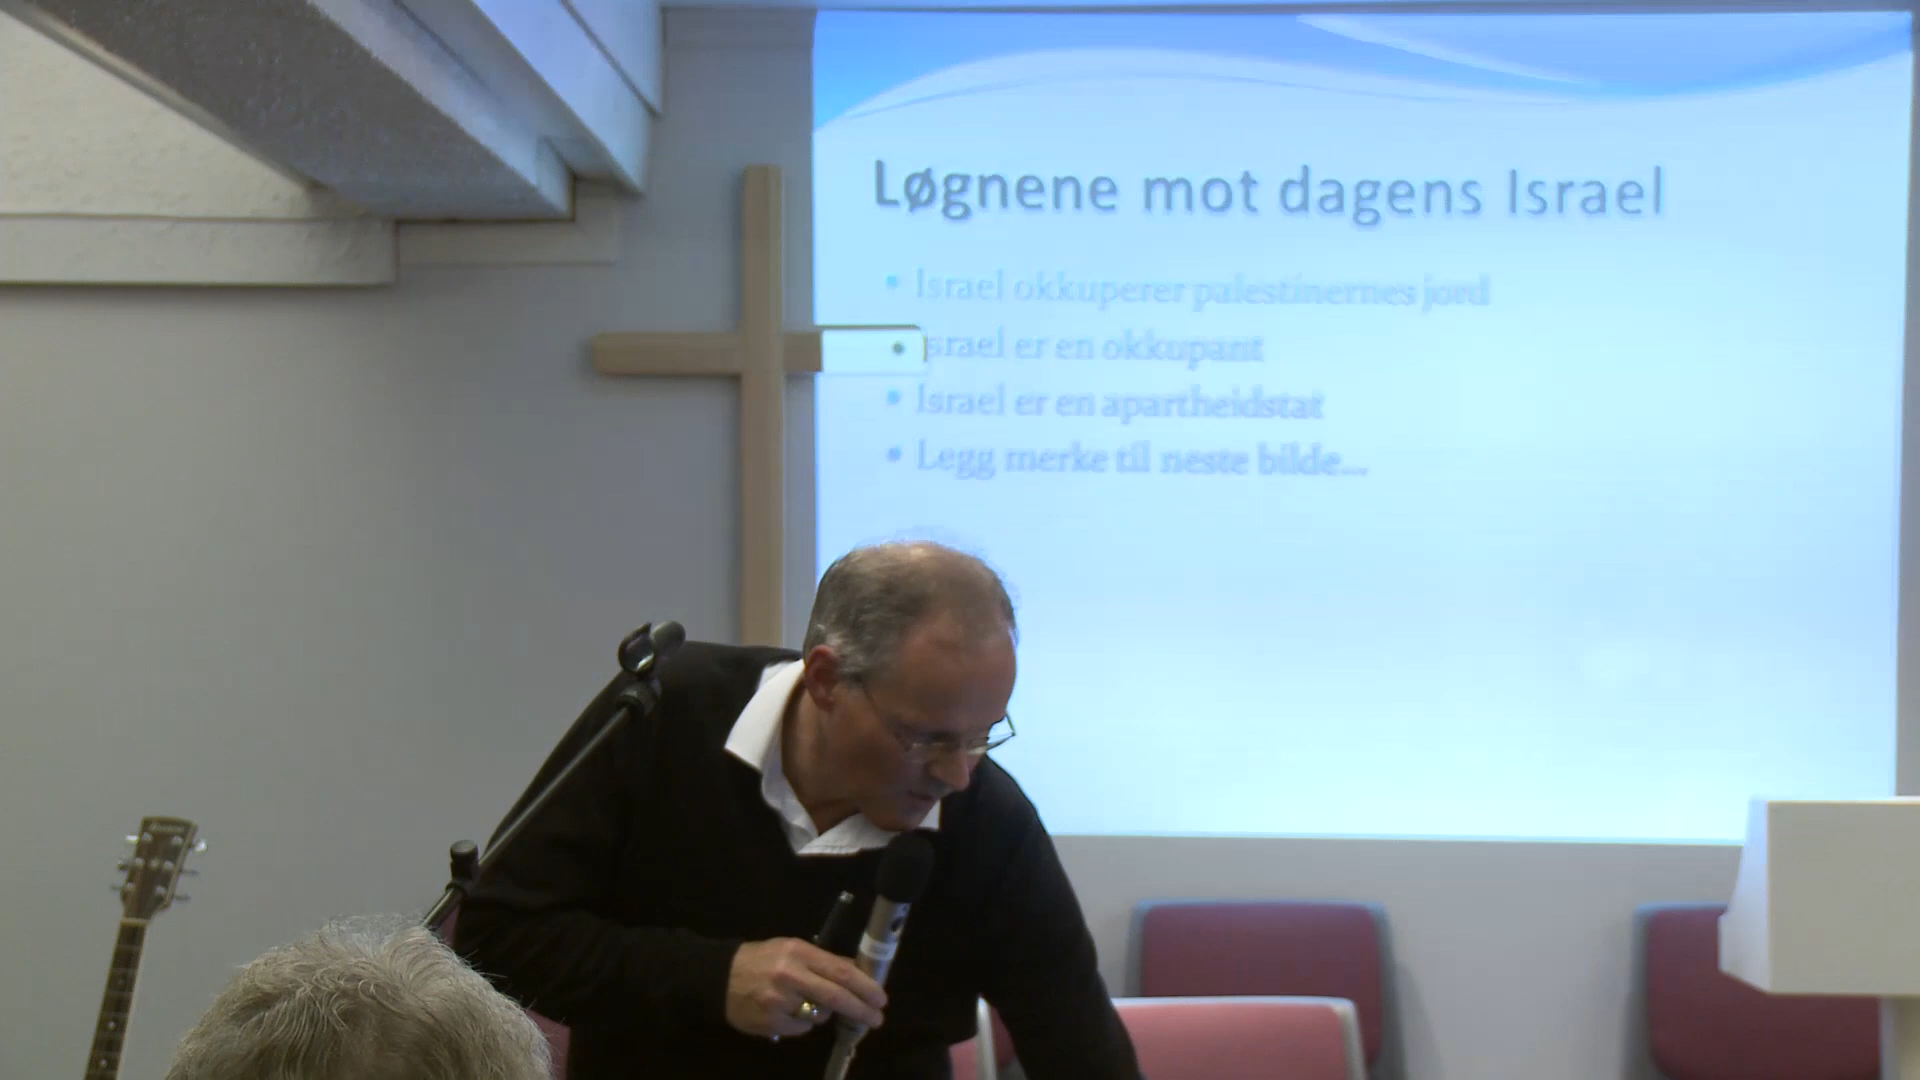 Løgnene mot dagens Israel
• Israel okkuperer palestinernes jord
• Israel er en okkupant
• Israel er en apartheidstat
• Legg merke til neste bilde...